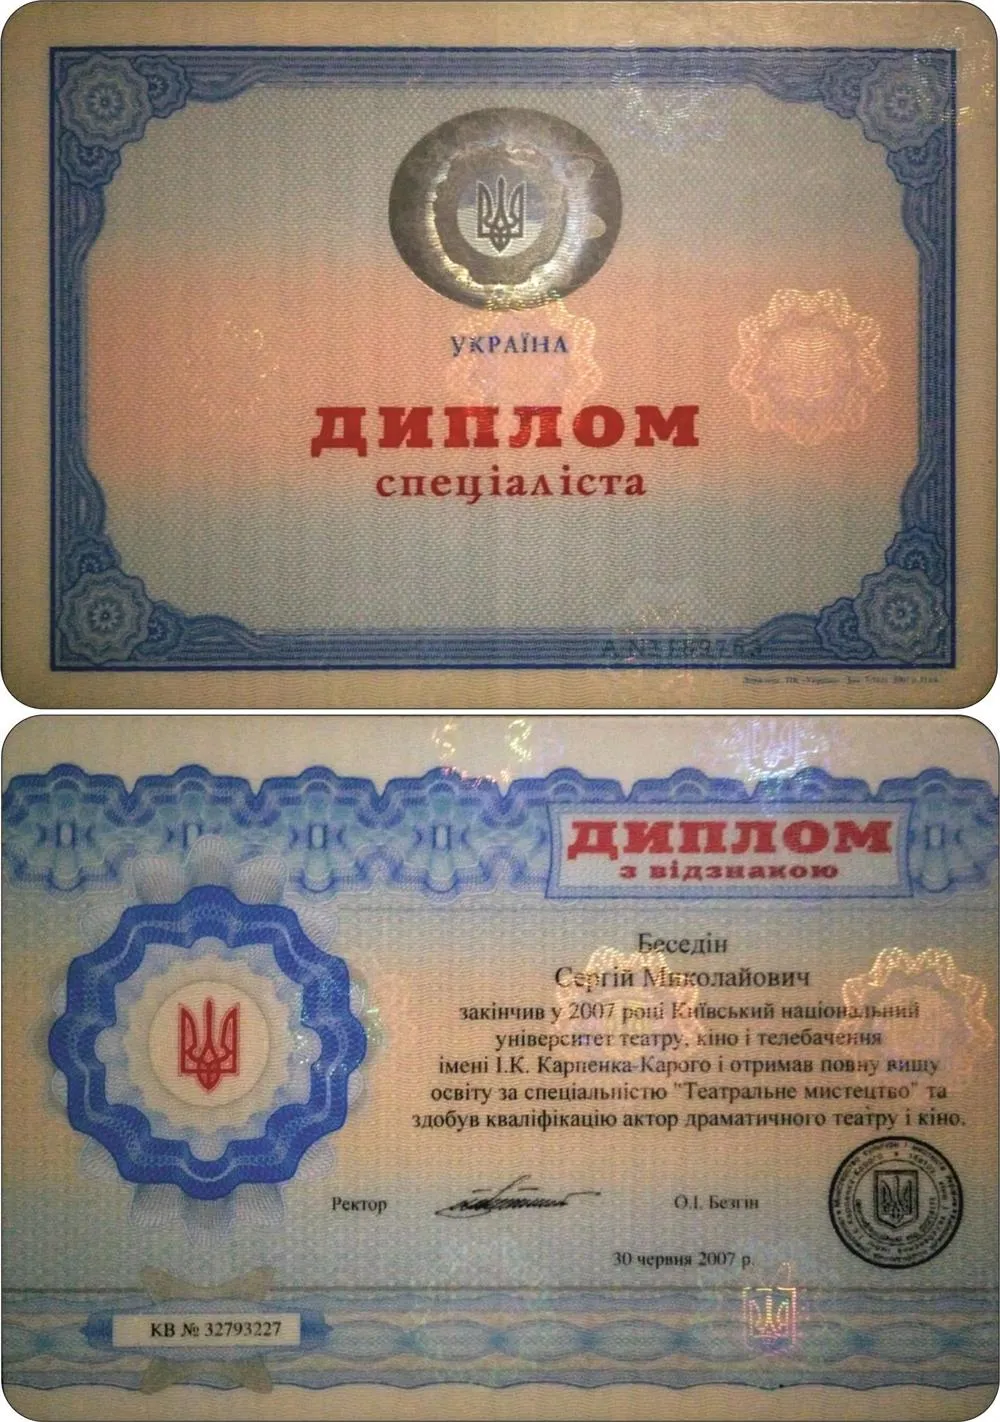 УКРАЇНА
ДИПЛОМ
спеціаліста
ДИПЛОМ
з відзнакою
Беседін
Сергій Миколайович
закінчив у 2007 році Київський національний
університет театру, кіно і телебачення
імені І.К. Карпенка-Карого і отримав повну вищу
освіту за спеціальністю "Театральне мистецтво" та
здобув кваліфікацію актор драматичного театру і кіно.
Ректор О.І. Безгін
30 червня 2007 р.
КВ № 32793227